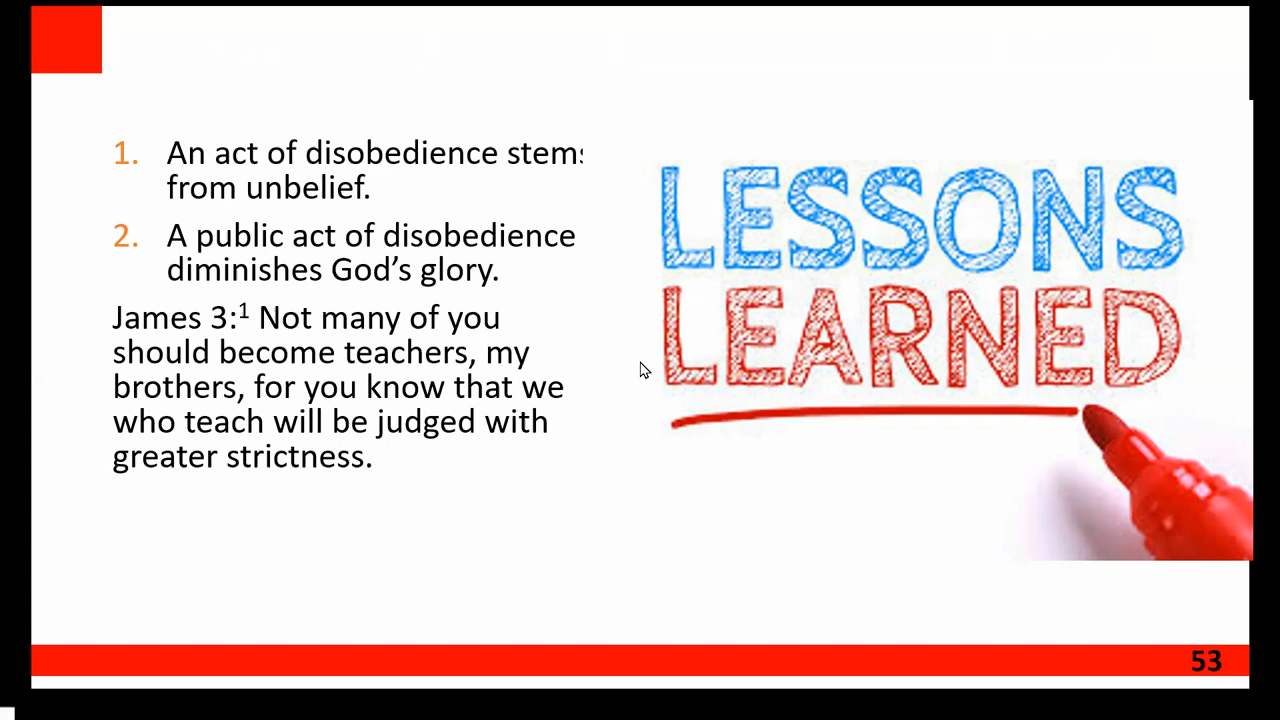 1. An act of disobedience stems
from unbelief.
2. A public act of disobedience
diminishes God’s glory.
James 3:1 Not many of you
should become teachers, my
brothers, for you know that we
who teach will be judged with
greater strictness.
LESSONS
LEARNED
53